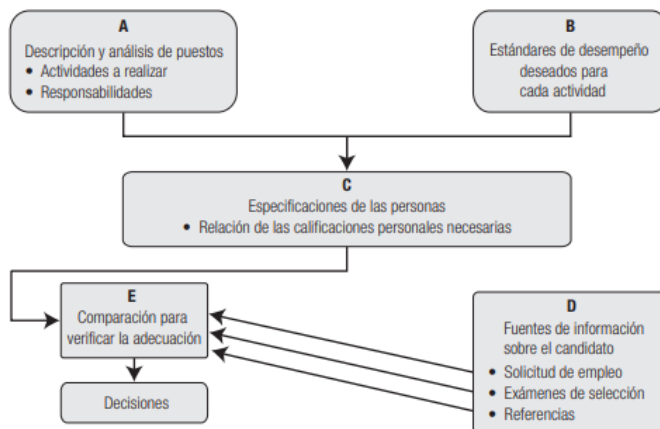 A
Descripción y análisis de puestos
• Actividades a realizar
• Responsabilidades
B
Estándares de desempeño
deseados para
cada actividad
C
Especificaciones de las personas
• Relación de las calificaciones personales necesarias
E
Comparación para
verificar la adecuación
D
Fuentes de información
sobre el candidato
• Solicitud de empleo
• Exámenes de selección
• Referencias
Decisiones